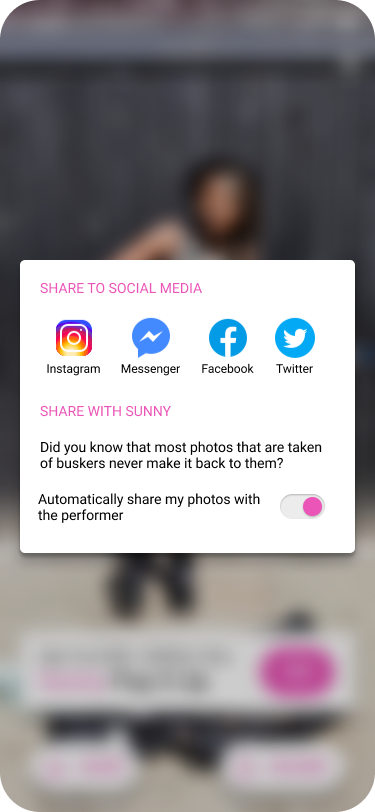 SHARE TO SOCIAL MEDIA
Instagram
Messenger
Facebook
Twitter
SHARE WITH SUNNY
Did you know that most photos that are taken
of buskers never make it back to them?
Automatically share my photos with
the performer